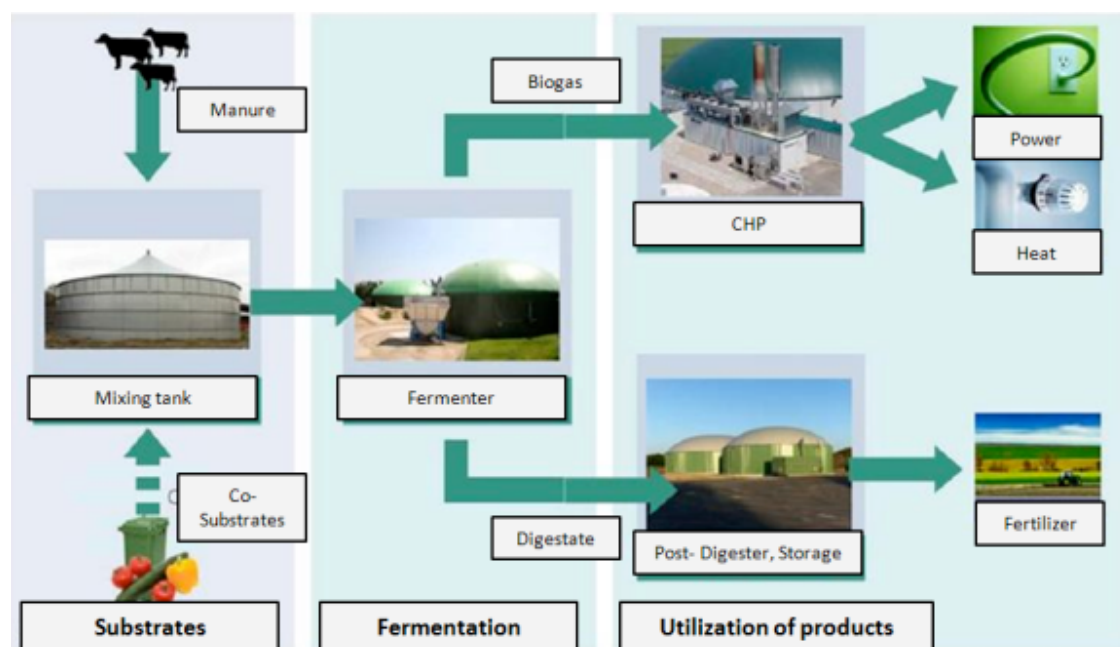 Manure
Biogas
Power
CHP
Heat
Mixing tank
Fermenter
Co-
Substrates
Digestate
Post- Digester, Storage
Fertilizer
Substrates
Fermentation
Utilization of products